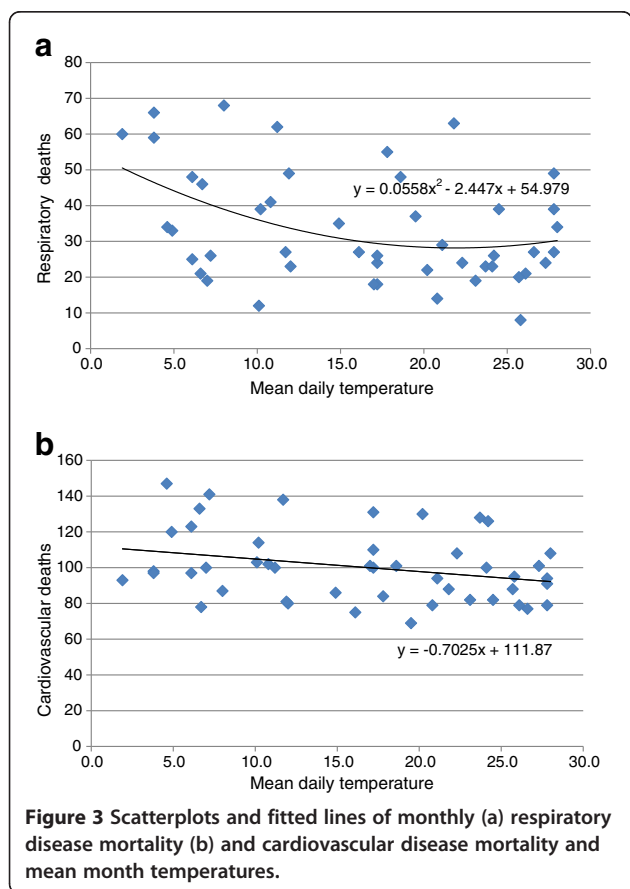 a
80
70
60
50
40
30
20
10
0
Respiratory deaths
y = 0.0558x² - 2.447x + 54.979
0.0 5.0 10.0 15.0 20.0 25.0 30.0
Mean daily temperature
b
160
140
120
100
80
60
40
20
0
Cardiovascular deaths
y = -0.7025x + 111.87
0.0 5.0 10.0 15.0 20.0 25.0 30.0
Mean daily temperature
Figure 3 Scatterplots and fitted lines of monthly (a) respiratory
disease mortality (b) and cardiovascular disease mortality and
mean month temperatures.